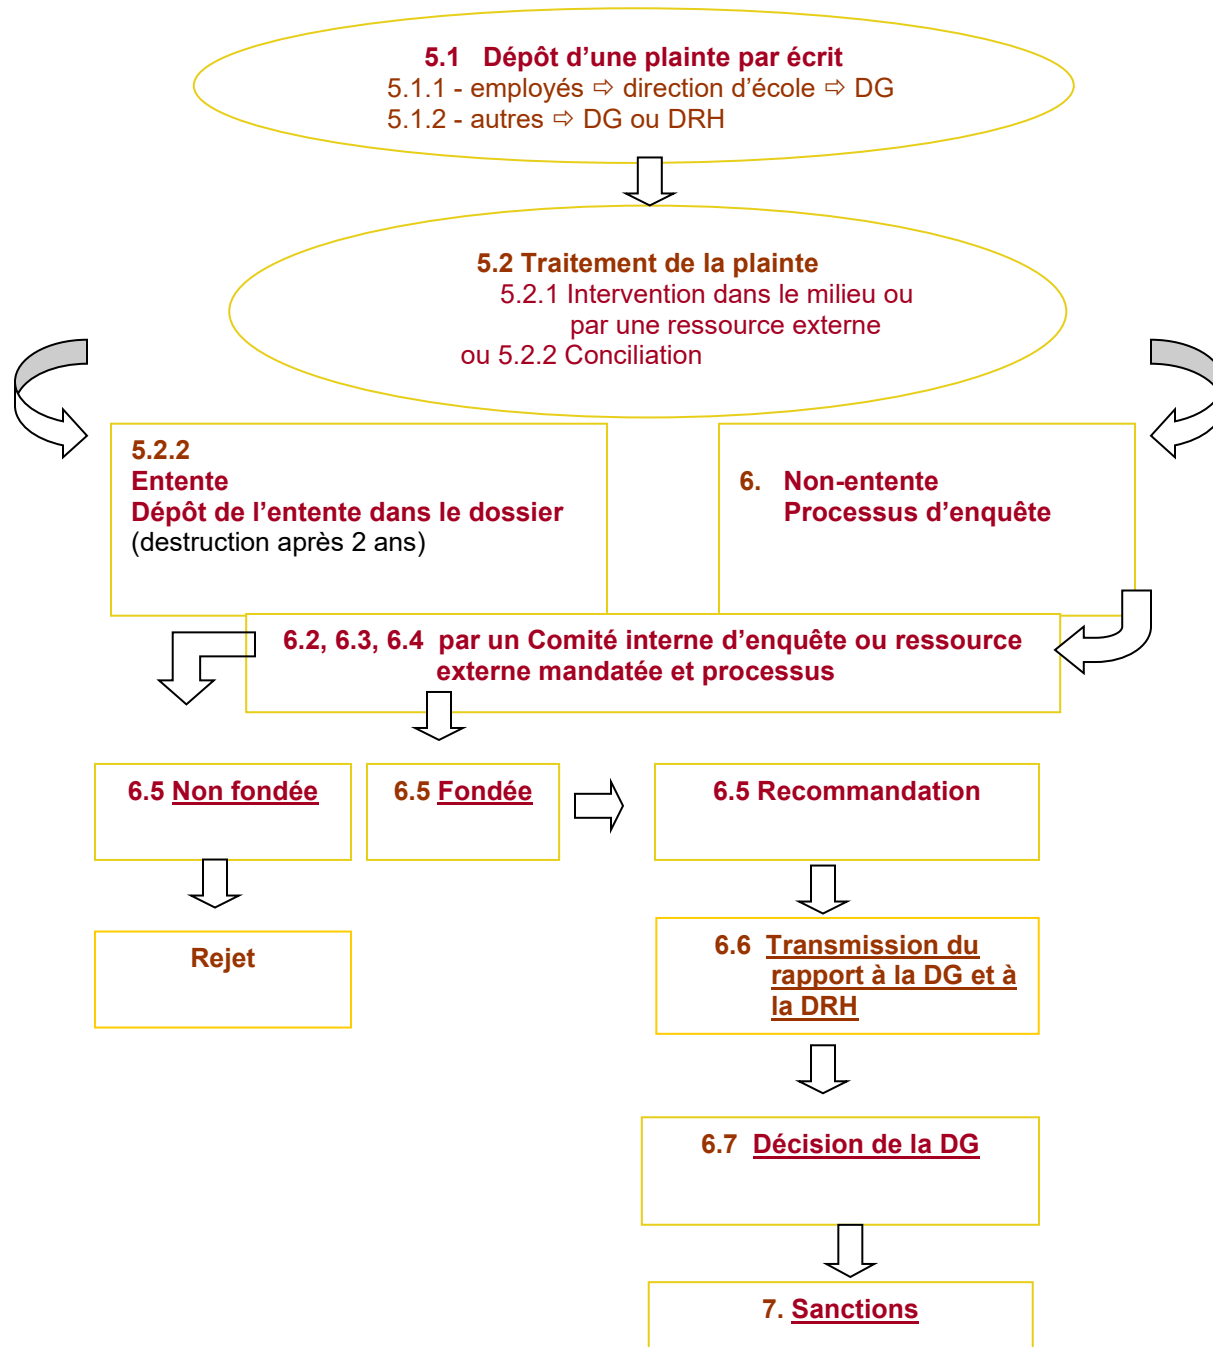 5.1 Dépôt d’une plainte par écrit
5.1.1 - employés ⇨ direction d’école ⇨ DG
5.1.2 - autres ⇨ DG ou DRH
5.2 Traitement de la plainte
5.2.1 Intervention dans le milieu ou
par une ressource externe
ou 5.2.2 Conciliation
5.2.2
Entente
Dépôt de l’entente dans le dossier
(destruction après 2 ans)
6. Non-entente
Processus d’enquête
6.2, 6.3, 6.4 par un Comité interne d’enquête ou ressource
externe mandatée et processus
6.5 Non fondée
6.5 Fondée
6.5 Recommandation
Rejet
6.6 Transmission du
rapport à la DG et à
la DRH
6.7 Décision de la DG
7. Sanctions